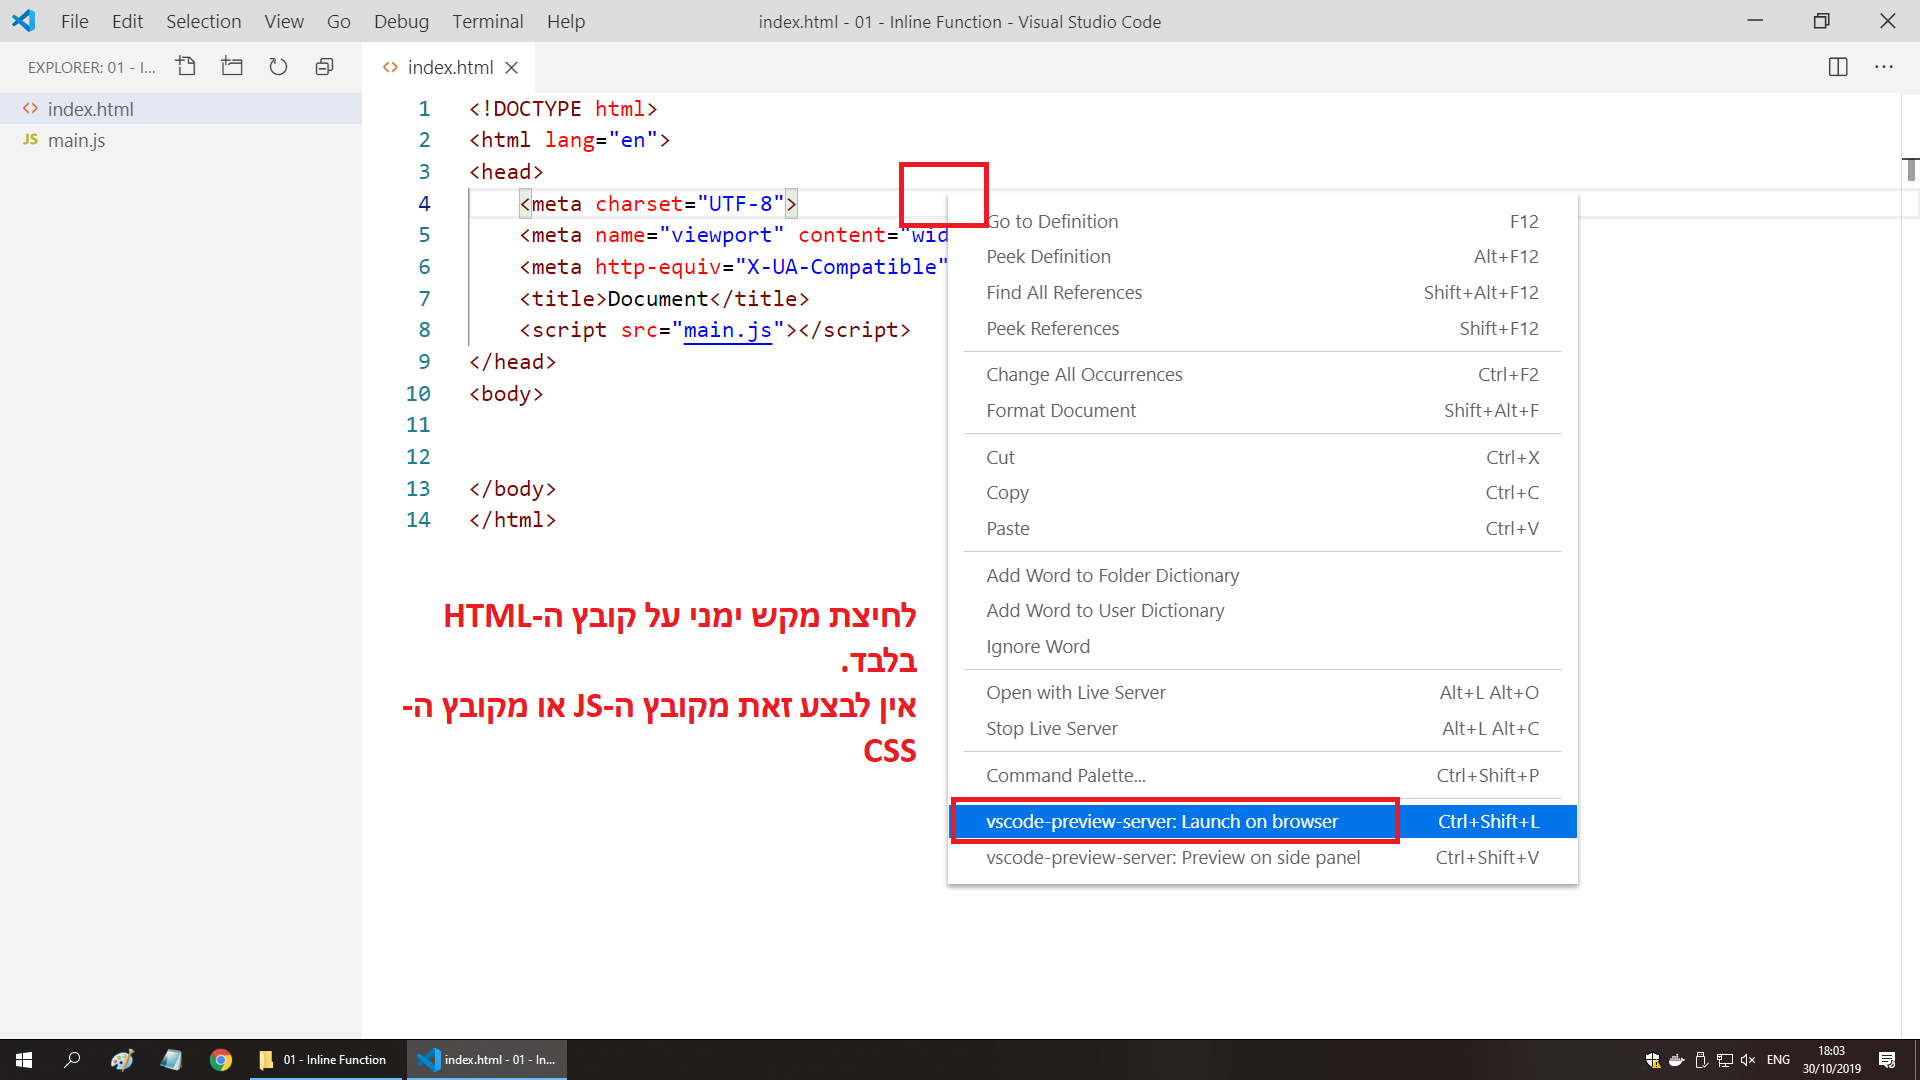 File Edit Selection View Go Debug Terminal Help
index.html - 01 - Inline Function - Visual Studio Code
EXPLORER: 01 - I...
index.html
JS main.js
index.html
1 <!DOCTYPE html>
2 <html lang="en">
3 <head>
4 <meta charset="UTF-8">
5 <meta name="viewport" content="wid
6 <meta http-equiv="X-UA-Compatible"
7 <title>Document</title>
8 <script src="main.js"></script>
9 </head>
10 <body>
11
12
13 </body>
14 </html>
Go to Definition F12
Peek Definition Alt+F12
Find All References Shift+Alt+F12
Peek References Shift+F12
Change All Occurrences Ctrl+F2
Format Document Shift+Alt+F
Cut Ctrl+X
Copy Ctrl+C
Paste Ctrl+V
Add Word to Folder Dictionary
Add Word to User Dictionary
Ignore Word
Open with Live Server Alt+L Alt+O
Stop Live Server Alt+L Alt+C
Command Palette... Ctrl+Shift+P
vscode-preview-server: Launch on browser Ctrl+Shift+L
vscode-preview-server: Preview on side panel Ctrl+Shift+V
לחיצת מקש ימני על קובץ ה-HTML
בלבד.
אין לבצע זאת מקובץ ה-JS או מקובץ ה-
CSS
01 - Inline Function
index.html - 01 - In...
ENG
18:03
30/10/2019